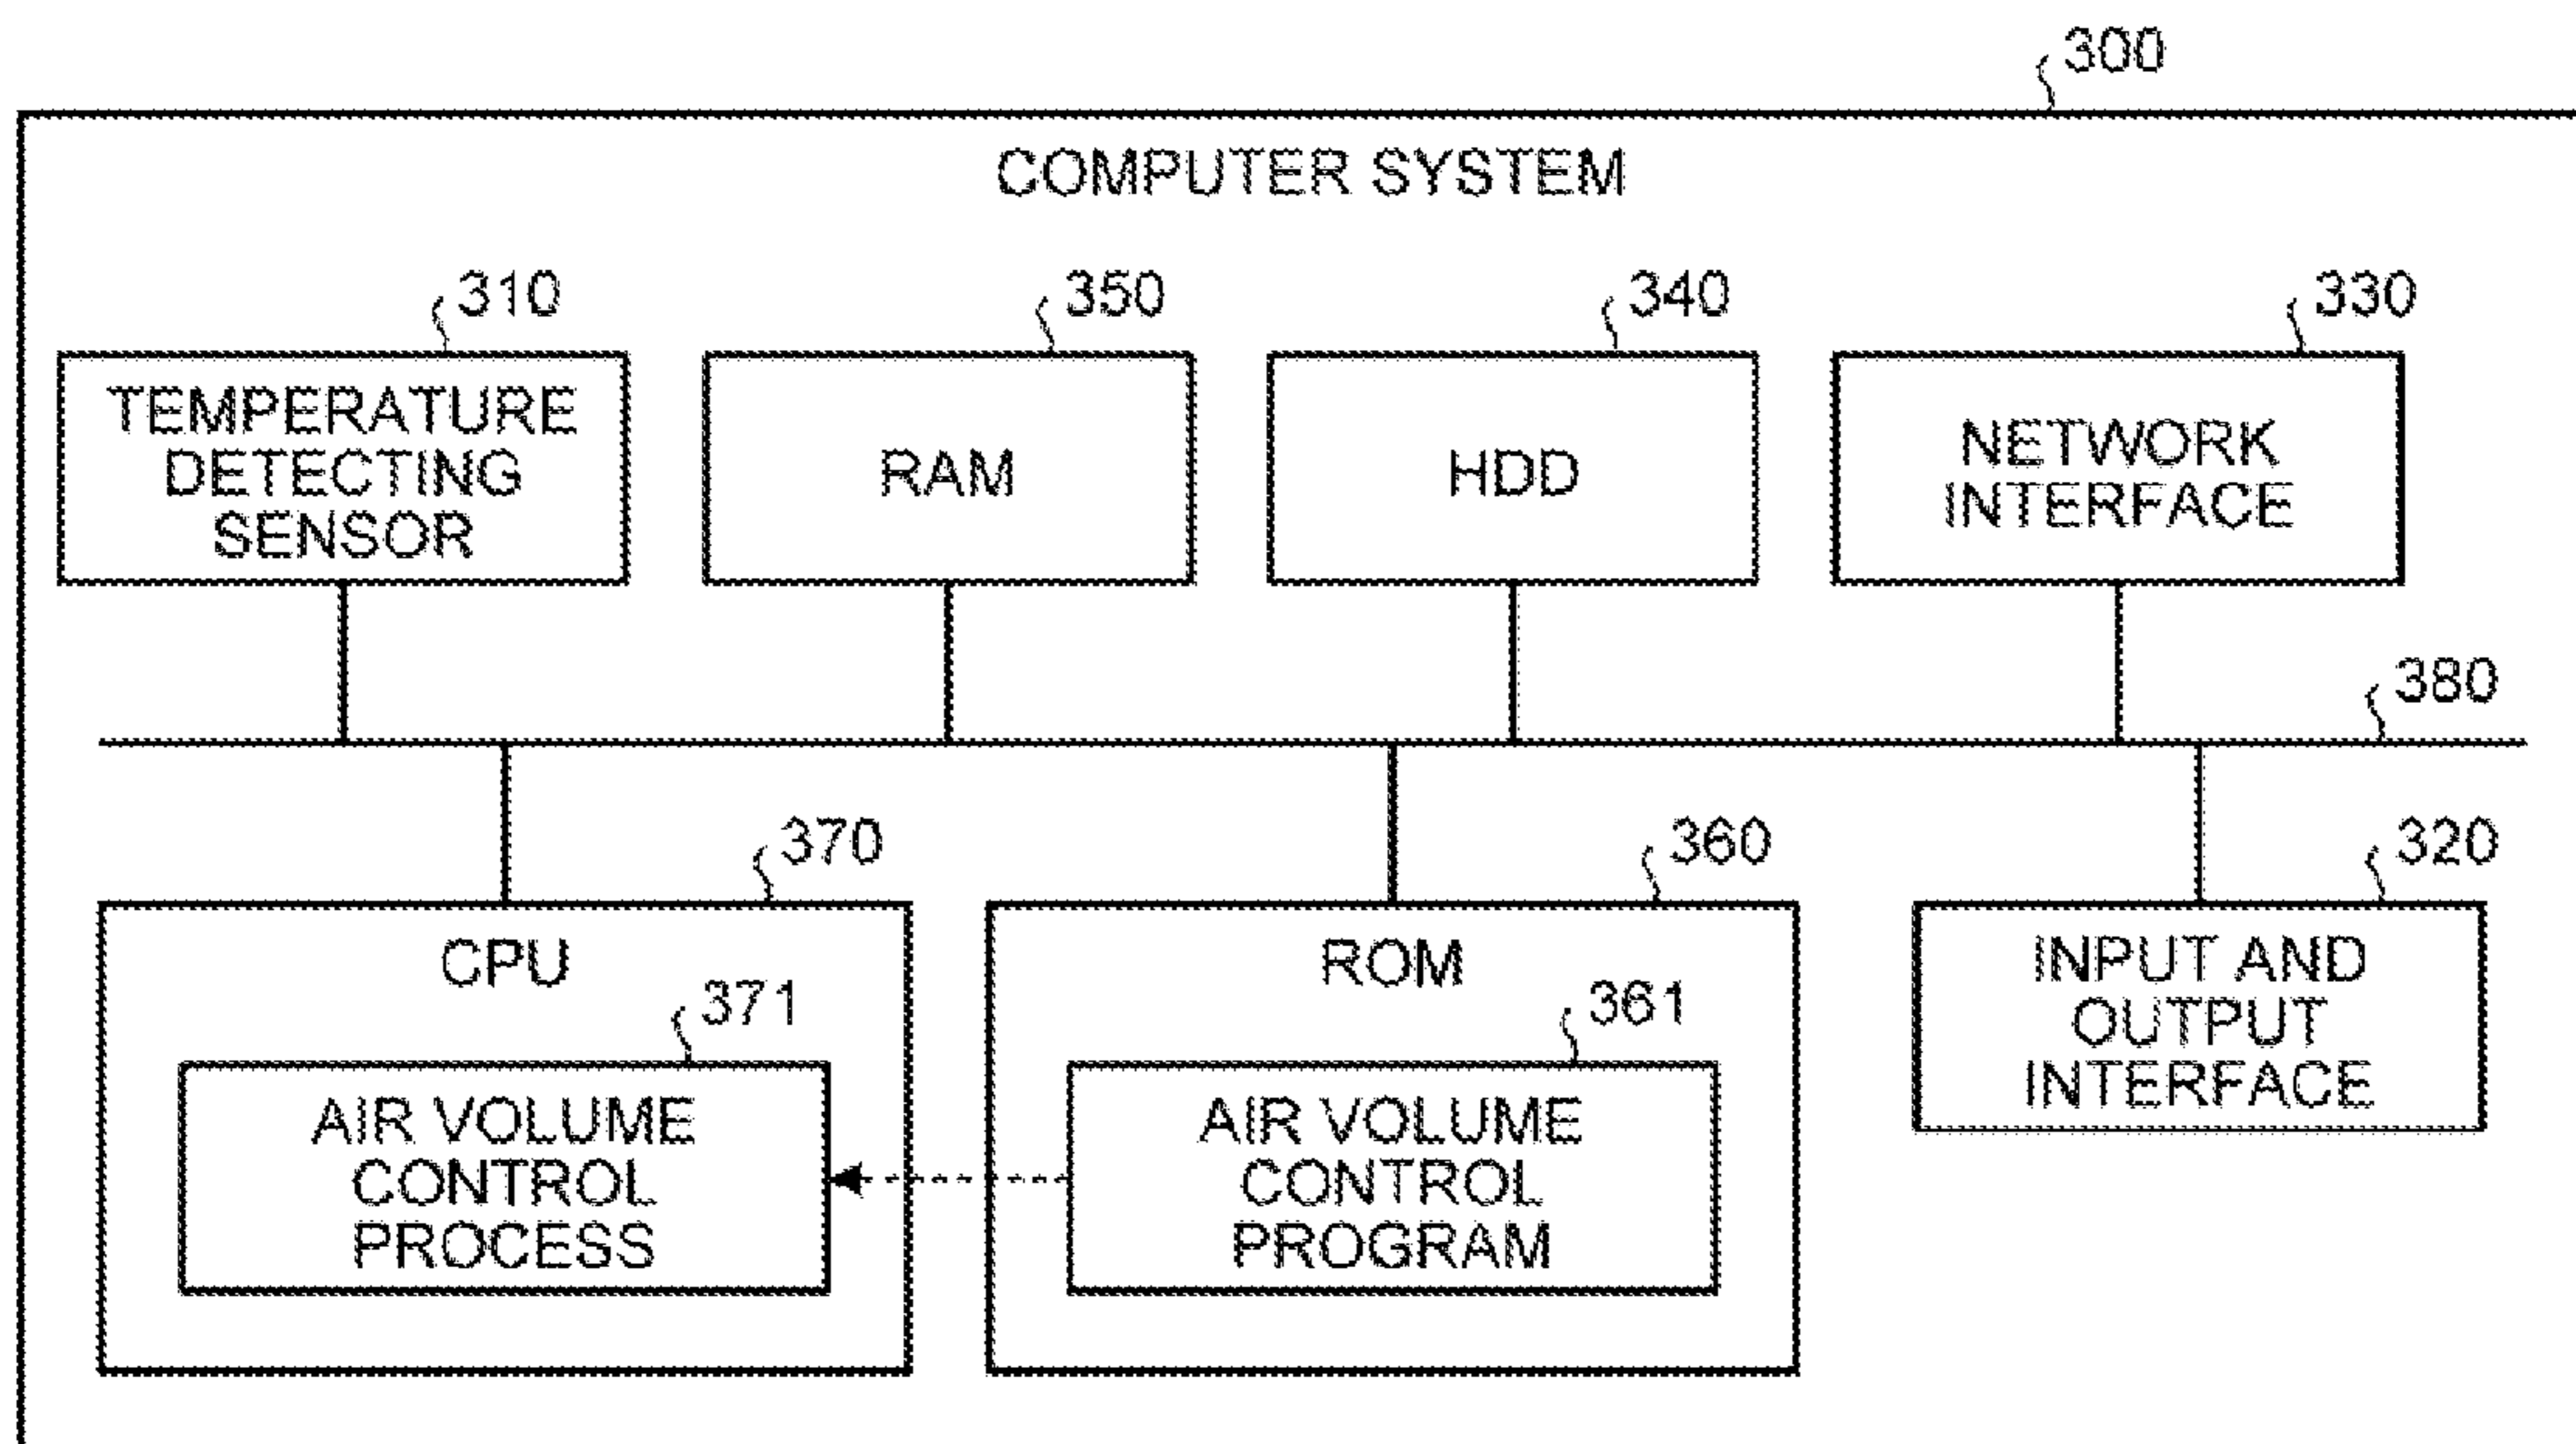 300
COMPUTER SYSTEM
310
350
340
330
TEMPERATURE
DETECTING
SENSOR
RAM
HDD
NETWORK
INTERFACE
380
370
360
320
CPU
ROM
INPUT AND
OUTPUT
INTERFACE
371
361
AIR VOLUME
CONTROL
PROCESS
AIR VOLUME
CONTROL
PROGRAM